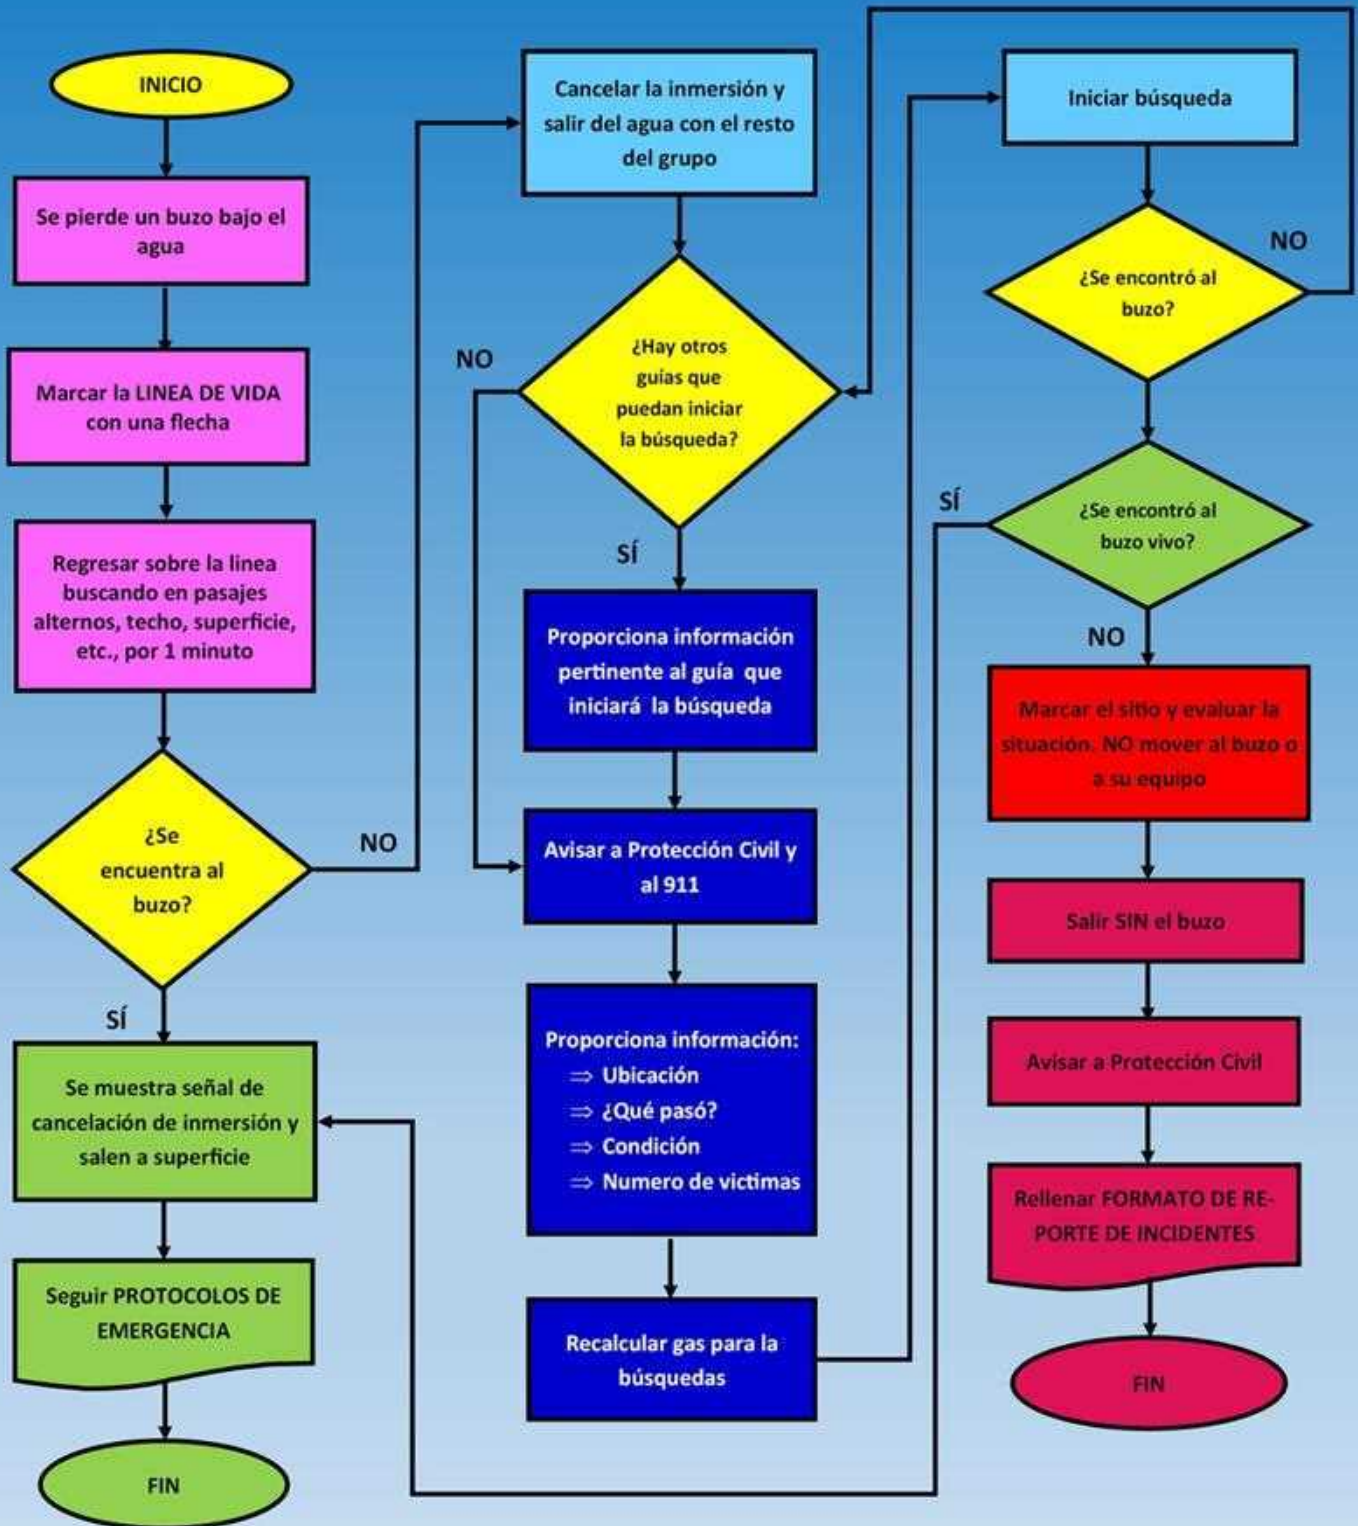 INICIO
Se pierde un buzo bajo el
agua
Marcar la LINEA DE VIDA
con una flecha
Regresar sobre la linea
buscando en pasajes
alternos, techo, superficie,
etc., por 1 minuto
¿Se
encuentra al
buzo?
NO
SÍ
Se muestra señal de
cancelación de inmersión y
salen a superficie
Seguir PROTOCOLOS DE
EMERGENCIA
FIN
Cancelar la inmersión y
salir del agua con el resto
del grupo
¿Hay otros
guías que
puedan iniciar
la búsqueda?
NO
SÍ
Proporciona información
pertinente al guía que
iniciará la búsqueda
Avisar a Protección Civil y
al 911
Proporciona información:
⇒ Ubicación
⇒ ¿Qué pasó?
⇒ Condición
⇒ Numero de victimas
Recalcular gas para la
búsquedas
Iniciar búsqueda
¿Se encontró al
buzo?
NO
¿Se encontró al
buzo vivo?
SÍ
NO
Marcar el sitio y evaluar la
situación. NO mover al buzo o
a su equipo
Salir SIN el buzo
Avisar a Protección Civil
Rellenar FORMATO DE RE-
PORTE DE INCIDENTES
FIN